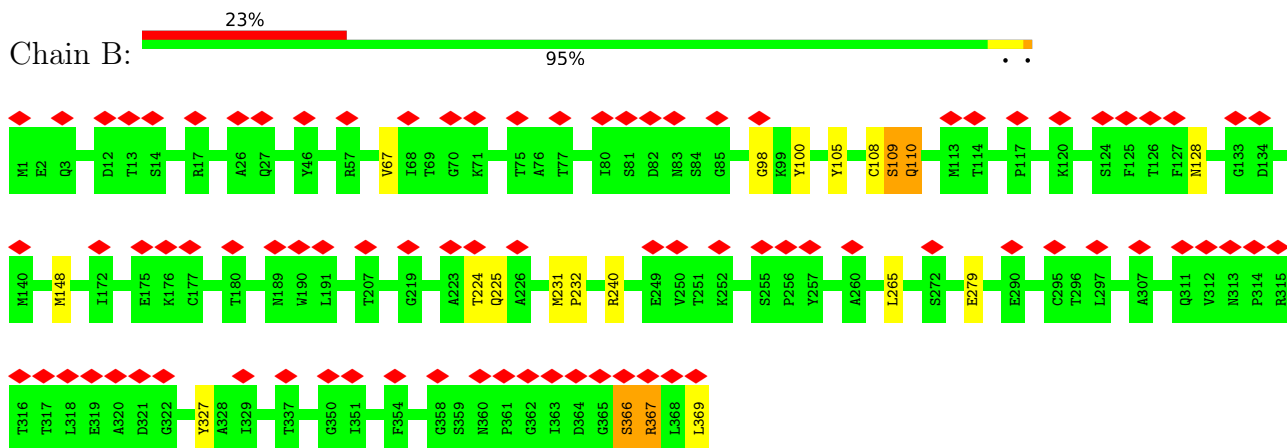 23%
Chain B:
95%
• •
M1 E2 Q3 D12 T13 S14 R17 A26 Q27 Y46 R57 V67 I68 T69 G70 K71 T75 A76 T77 I80 S81 D82 N83 S84 G85 G98 K99 Y100 Y105 C108 S109 Q110 M113 T114 P117 K120 S124 F125 T126 F127 N128 G133 D134
M140 M148 I172 E175 K176 C177 T180 N189 W190 L191 T207 G219 A223 T224 Q225 A226 M231 P232 R240 E249 V250 T251 K252 S255 P256 Y257 A260 L265 S272 E279 E290 C295 T296 L297 A307 Q311 V312 N313 P314 R315
T316 T317 L318 E319 A320 D321 G322 Y327 A328 I329 T337 G350 I351 F354 G358 S359 N360 P361 G362 I363 D364 G365 S366 R367 L368 L369